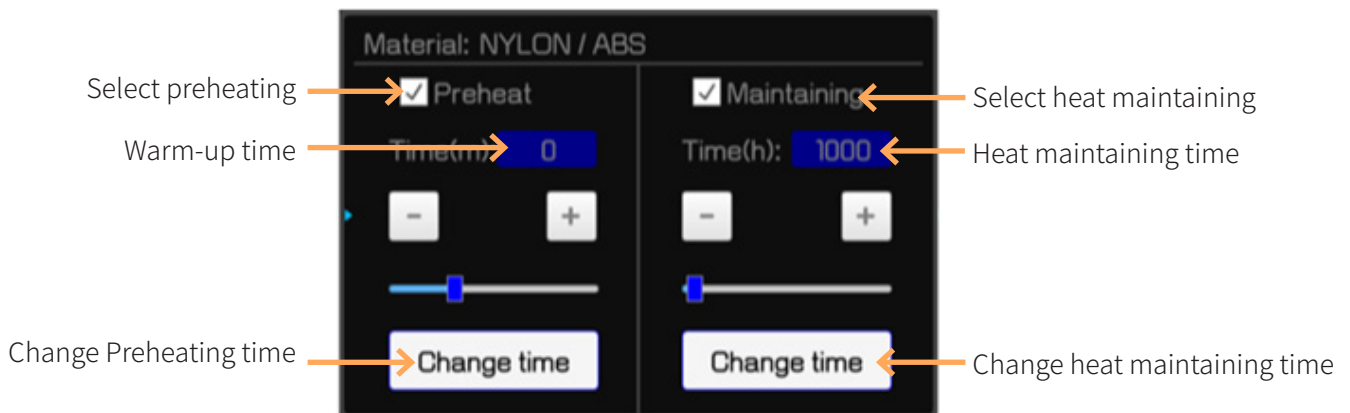 Material: NYLON / ABS
Select preheating
Preheat
Maintaining
Select heat maintaining
Warm-up time
Time(m)
0
Time(h):
1000
Heat maintaining time
-
+
-
+
Change Preheating time
Change time
Change time
Change heat maintaining time